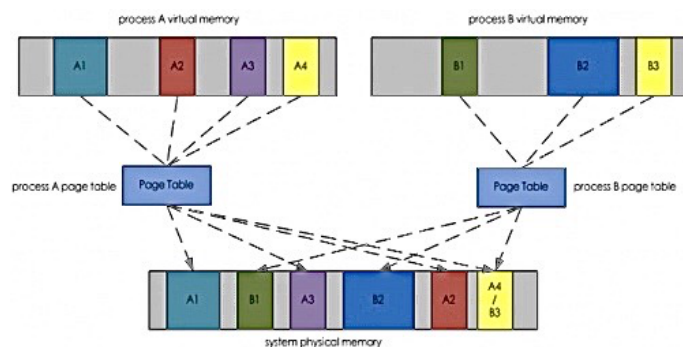 process A virtual memory
process B virtual memory
A1
A2
A3
A4
B1
B2
B3
process A page table
Page Table
Page Table
process B page table
A1
B1
A3
B2
A2
A4
/
B3
system physical memory